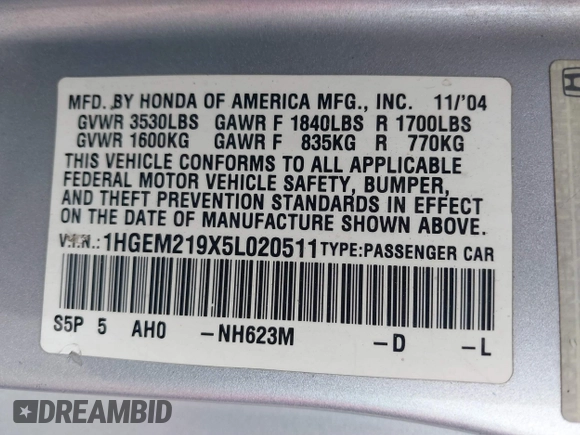 MFD. BY HONDA OF AMERICA MFG., INC. 11/'04
GVWR 3530LBS GAWR F 1840LBS R 1700LBS
GVWR 1600KG GAWR F 835KG R 770KG
THIS VEHICLE CONFORMS TO ALL APPLICABLE
FEDERAL MOTOR VEHICLE SAFETY, BUMPER,
AND THEFT PREVENTION STANDARDS IN EFFECT
ON THE DATE OF MANUFACTURE SHOWN ABOVE.
V.I.N.:1HGEM219X5L020511 TYPE:PASSENGER CAR
S5P 5 AH0 -NH623M -D -L
DREAMBID